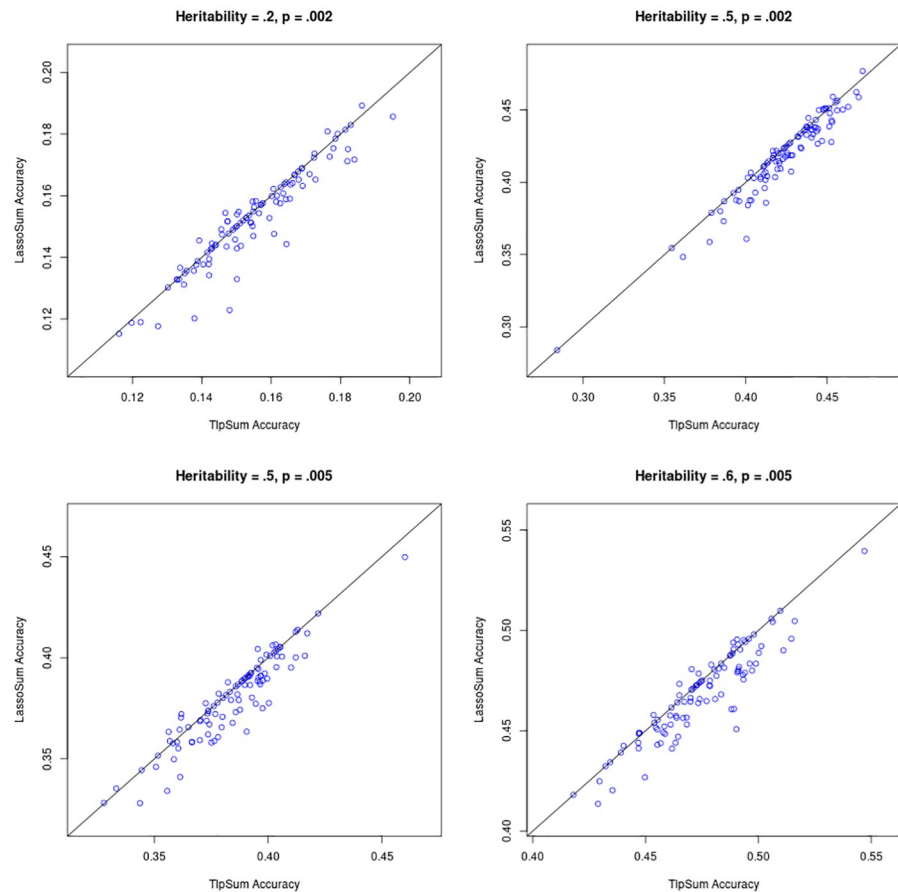 Heritability = .2, p = .002
LassoSum Accuracy
0.20
0.18
0.16
0.14
0.12
0.12 0.14 0.16 0.18 0.20
TlpSum Accuracy
Heritability = .5, p = .002
LassoSum Accuracy
0.45
0.40
0.35
0.30
0.30 0.35 0.40 0.45
TlpSum Accuracy
Heritability = .5, p = .005
LassoSum Accuracy
0.45
0.40
0.35
0.35 0.40 0.45
TlpSum Accuracy
Heritability = .6, p = .005
LassoSum Accuracy
0.55
0.50
0.45
0.40
0.40 0.45 0.50 0.55
TlpSum Accuracy